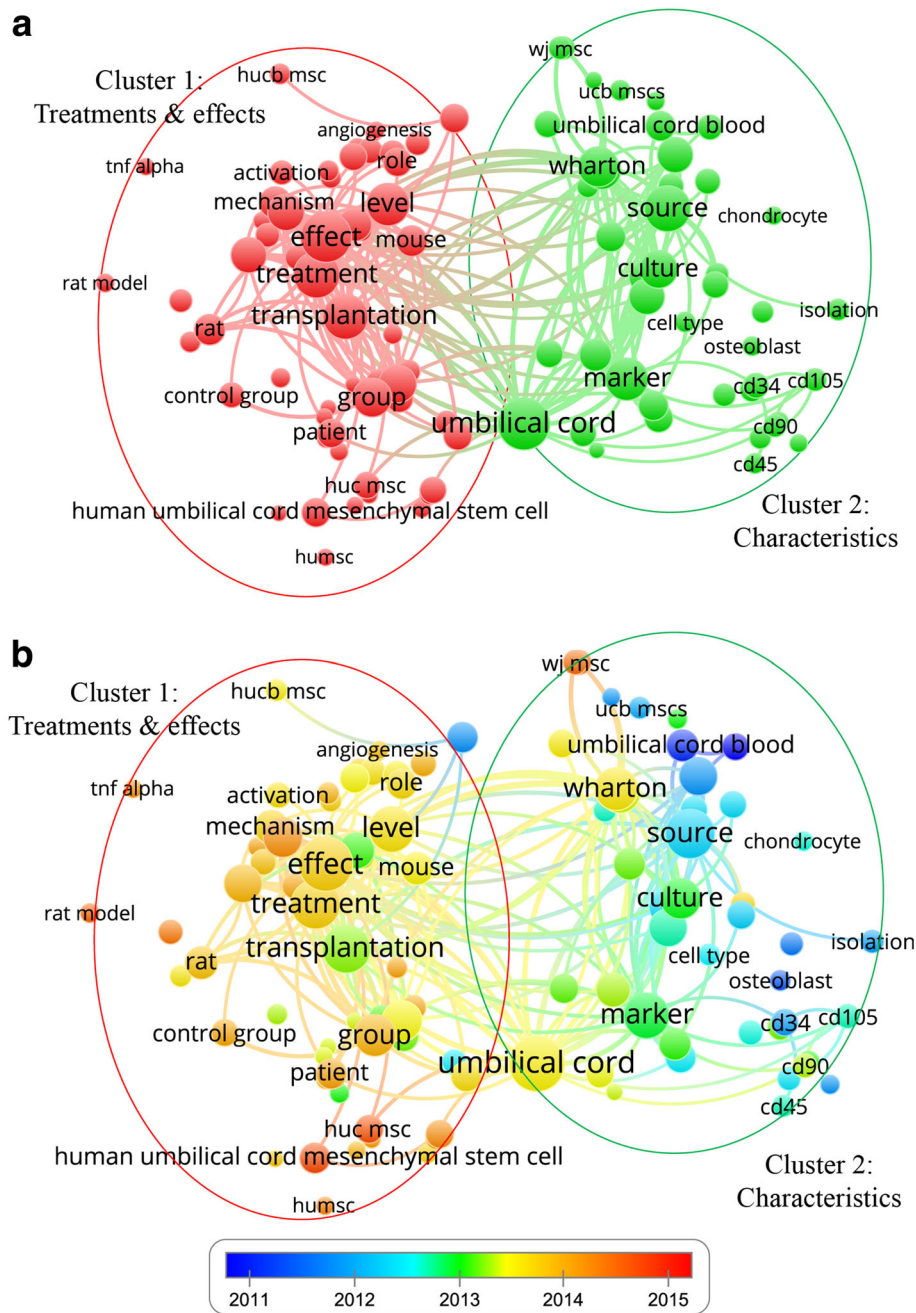 a
Cluster 1:
Treatments & effects
hucb msc
angiogenesis
tnf alpha
activation
role
mechanism
level
effect
mouse
treatment
rat model
transplantation
rat
control group
group
patient
huc msc
human umbilical cord mesenchymal stem cell
humsc
wj msc
ucb mscs
umbilical cord blood
wharton
source
chondrocyte
culture
cell type
isolation
osteoblast
marker
cd34
cd105
umbilical cord
cd90
cd45
Cluster 2:
Characteristics
b
Cluster 1:
Treatments & effects
hucb msc
angiogenesis
tnf alpha
activation
role
mechanism
level
effect
mouse
treatment
rat model
transplantation
rat
control group
group
patient
huc msc
human umbilical cord mesenchymal stem cell
humsc
wj msc
ucb mscs
umbilical cord blood
wharton
source
chondrocyte
culture
cell type
isolation
osteoblast
marker
cd34
cd105
umbilical cord
cd90
cd45
Cluster 2:
Characteristics
2011 2012 2013 2014 2015